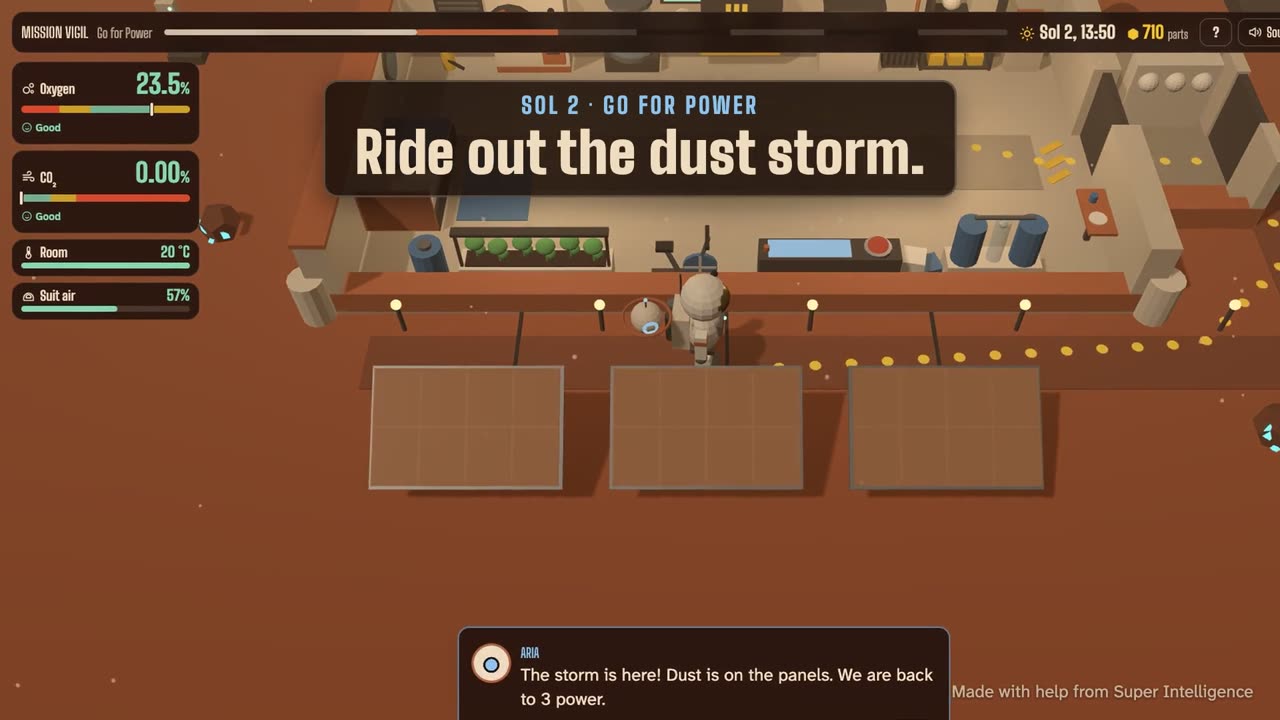 MISSION VIGIL Go for Power
Sol 2, 13:50 710 parts ? Sou
Oxygen 23.5%
Good
CO2 0.00%
Good
Room 20 °C
Suit air 57%
SOL 2 · GO FOR POWER
Ride out the dust storm.
ARIA
The storm is here! Dust is on the panels. We are back
to 3 power.
Made with help from Super Intelligence